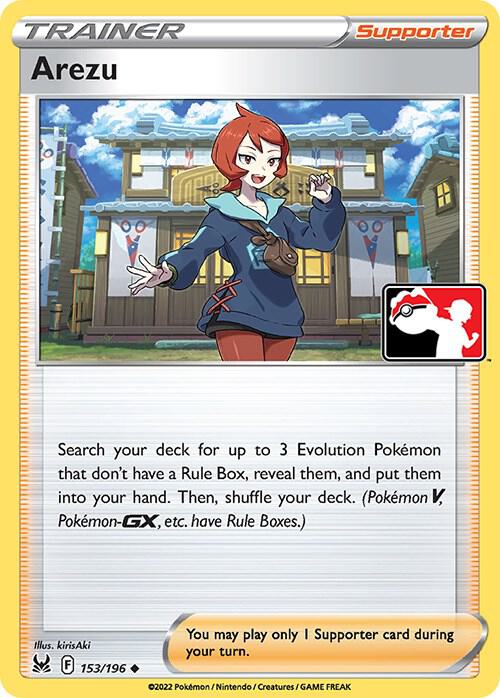 TRAINER
Supporter
Arezu
Search your deck for up to 3 Evolution Pokémon
that don't have a Rule Box, reveal them, and put them
into your hand. Then, shuffle your deck. (Pokémon V,
Pokémon-GX, etc. have Rule Boxes.)
Illus. kirisAki
You may play only 1 Supporter card during
your turn.
F 153/196
©2022 Pokémon / Nintendo / Creatures / GAME FREAK